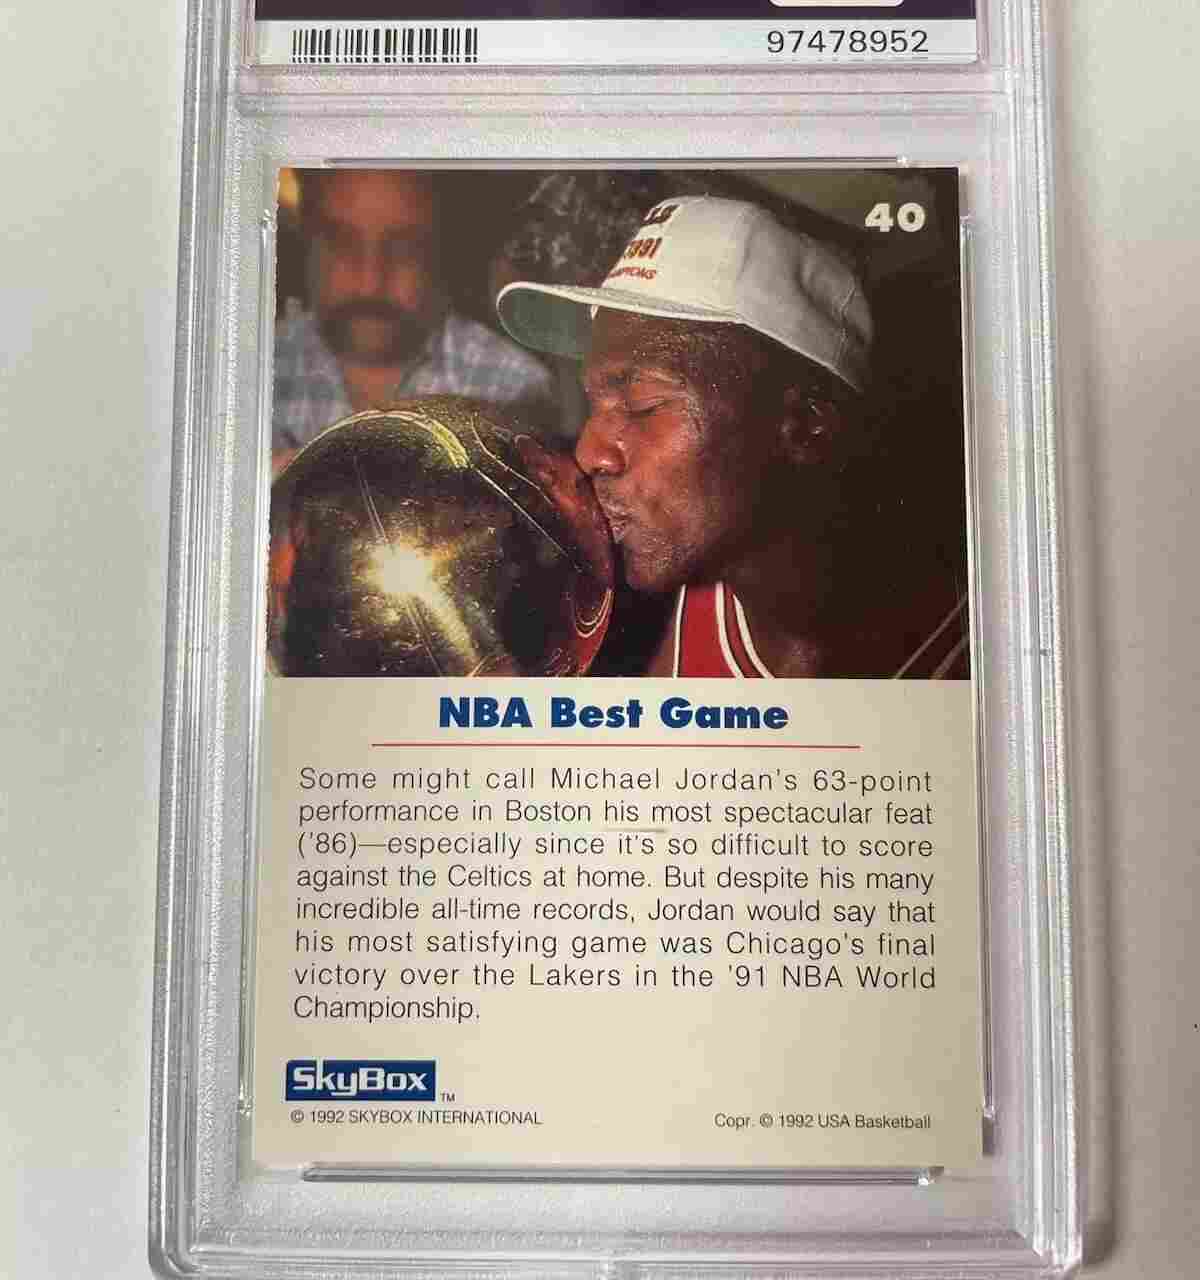 97478952
40
1991
NBA Best Game
Some might call Michael Jordan's 63-point
performance in Boston his most spectacular feat
('86)—especially since it's so difficult to score
against the Celtics at home. But despite his many
incredible all-time records, Jordan would say that
his most satisfying game was Chicago's final
victory over the Lakers in the '91 NBA World
Championship.
SkyBox TM
© 1992 SKYBOX INTERNATIONAL
Copr. © 1992 USA Basketball